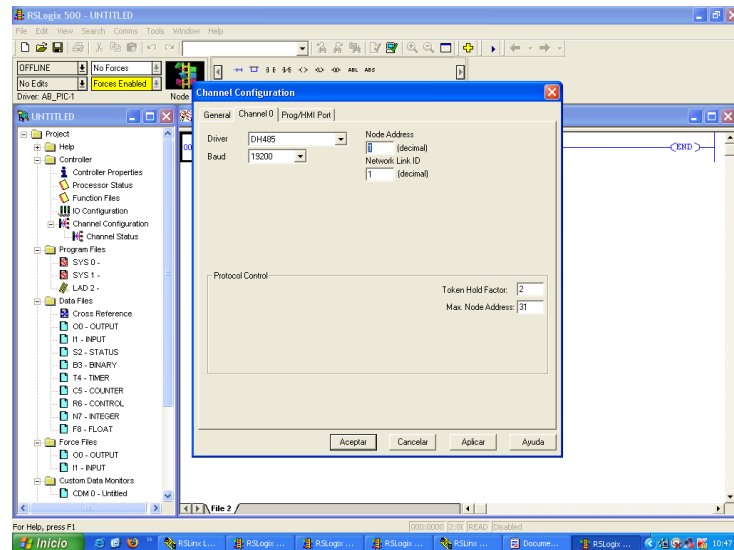 RSLogix 500 - UNTITLED
File Edit View Search Comms Tools Window Help
OFFLINE No Forces
No Edits Forces Enabled
Driver: AB_PIC-1 Node
ABL ABS
UNTITLED
Project
Help
Controller
Controller Properties
Processor Status
Function Files
IO Configuration
Channel Configuration
Channel Status
Program Files
SYS 0 -
SYS 1 -
LAD 2 -
Data Files
Cross Reference
O0 - OUTPUT
I1 - INPUT
S2 - STATUS
B3 - BINARY
T4 - TIMER
C5 - COUNTER
R6 - CONTROL
N7 - INTEGER
F8 - FLOAT
Force Files
O0 - OUTPUT
I1 - INPUT
Custom Data Monitors
CDM 0 - Untitled
Channel Configuration
General Channel 0 Prog/HMI Port
Driver DH485
Baud 19200
Node Address
1 (decimal)
Network Link ID
1 (decimal)
Protocol Control
Token Hold Factor: 2
Max. Node Address: 31
Aceptar Cancelar Aplicar Ayuda
END
File 2
For Help, press F1
READ Disabled
Inicio RSLinx L... RSLogix ... RSLogix ... RSLogix ... RSLinx ... Docume... RSLogix ... 10:47